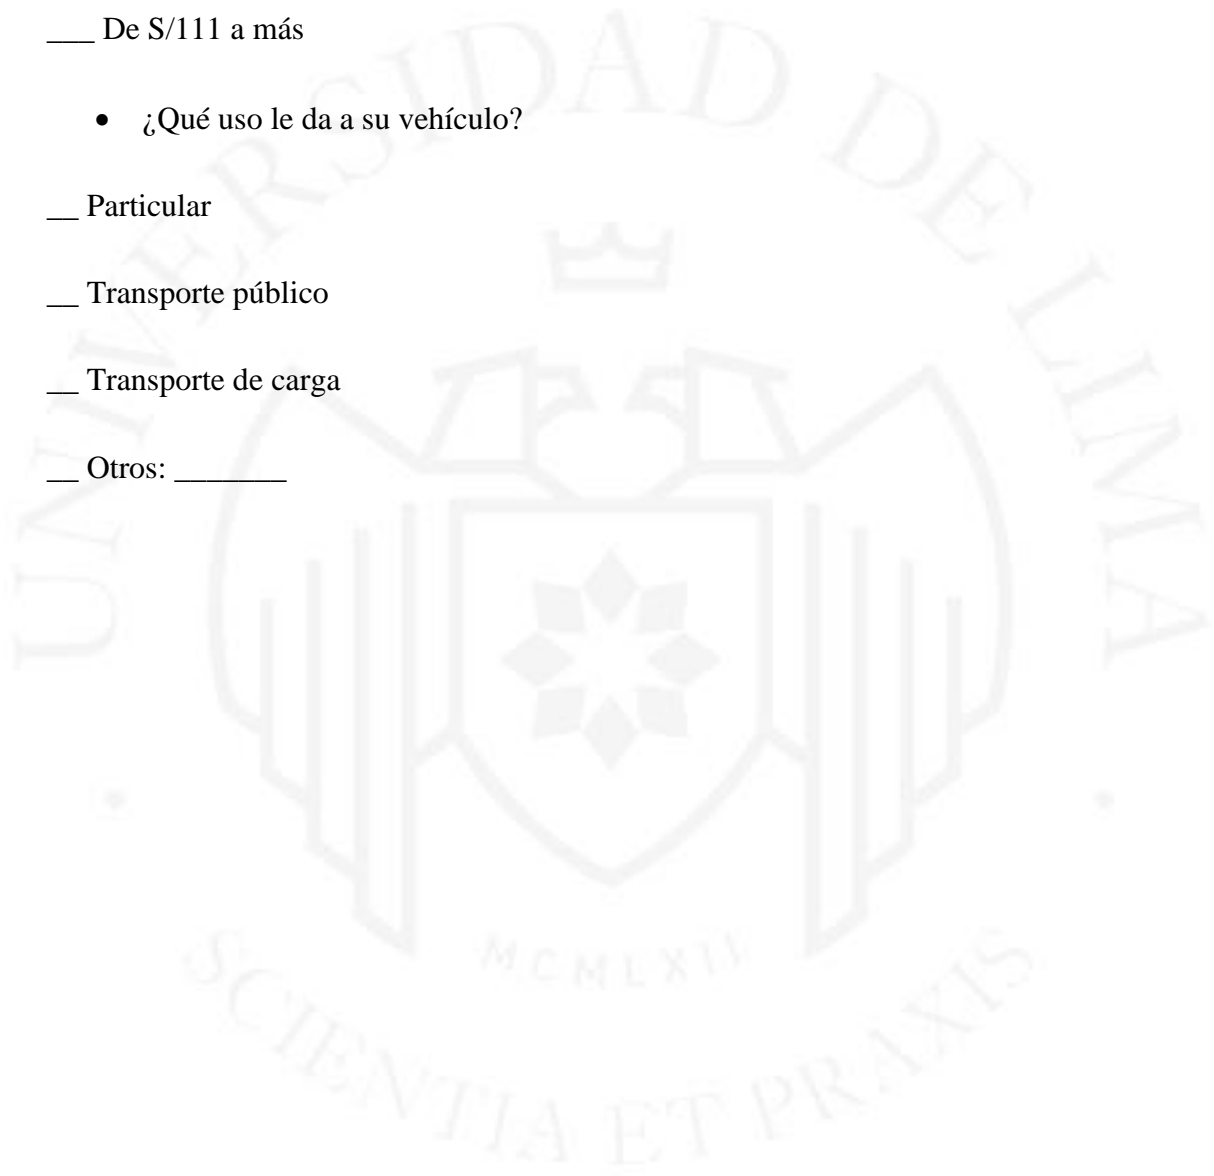 ___ De S/111 a más
• ¿Qué uso le da a su vehículo?
__ Particular
__ Transporte público
__ Transporte de carga
__ Otros: _______
UNIVERSIDAD DE LIMA
MCMLXII
SCIENTIA ET PRAXIS